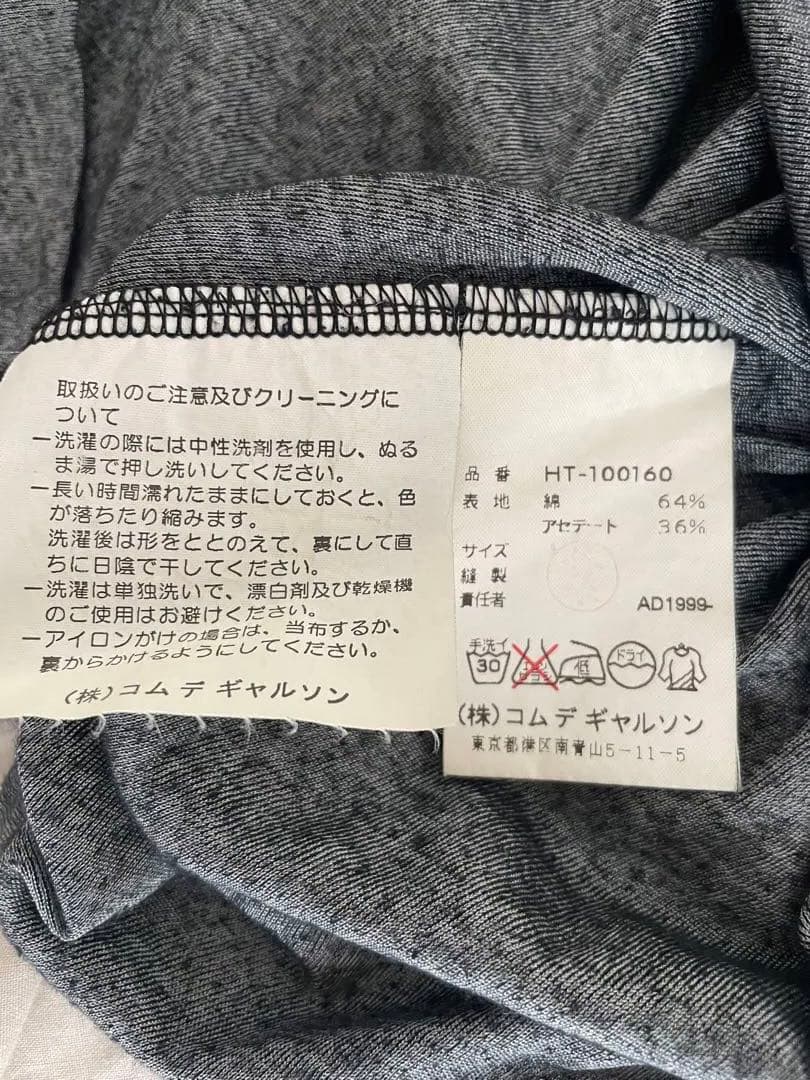 取扱いのご注意及びクリーニングに
ついて
ー洗濯の際には中性洗剤を使用し、ぬる
ま湯で押し洗いしてください。
ー長い時間濡れたままにしておくと、色
が落ちたり縮みます。
洗濯後は形をととのえて、裏にして直
ちに日陰で干してください。
ー洗濯は単独洗いで、漂白剤及び乾燥機
のご使用はお避けください。
ーアイロンがけの場合は、当布するか、
裏からかけるようにしてください。
(株)コム デ ギャルソン
品番 HT-100160
表地 綿 64%
アセテート 36%
サイズ
縫製
責任者 AD1999-
手洗イ
30 エンソ サラシ 低 ドライ
(株)コム デ ギャルソン
東京都港区南青山5-11-5